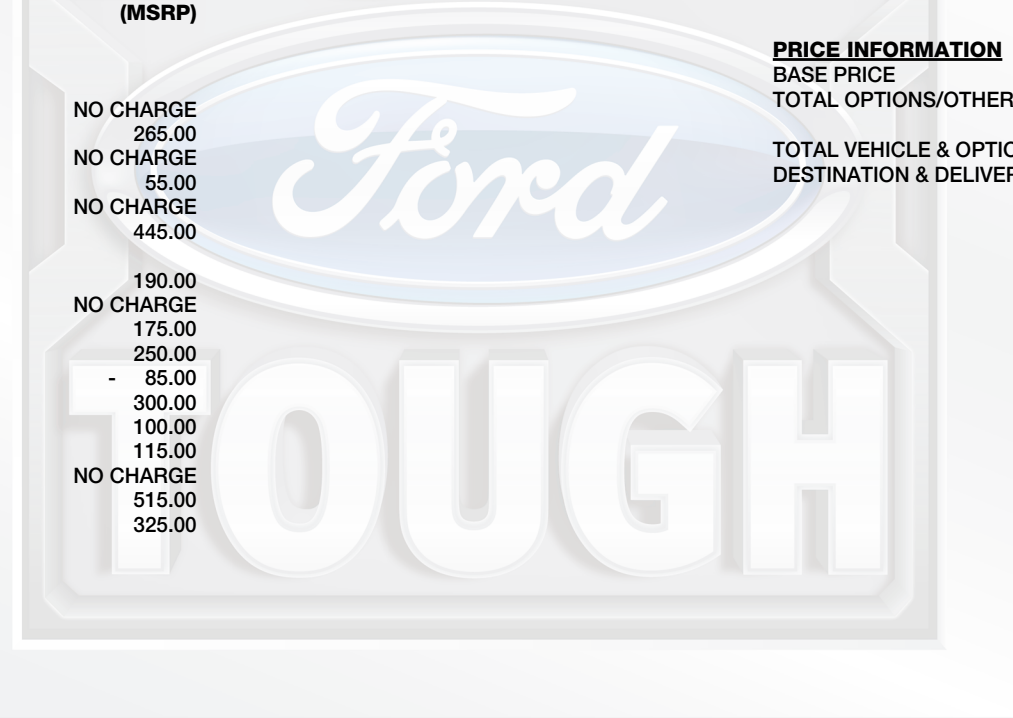 (MSRP)
NO CHARGE
265.00
NO CHARGE
55.00
NO CHARGE
445.00
190.00
NO CHARGE
175.00
250.00
- 85.00
300.00
100.00
115.00
NO CHARGE
515.00
325.00
PRICE INFORMATION
BASE PRICE
TOTAL OPTIONS/OTHER
TOTAL VEHICLE & OPTIO
DESTINATION & DELIVER
Ford
TOUGH